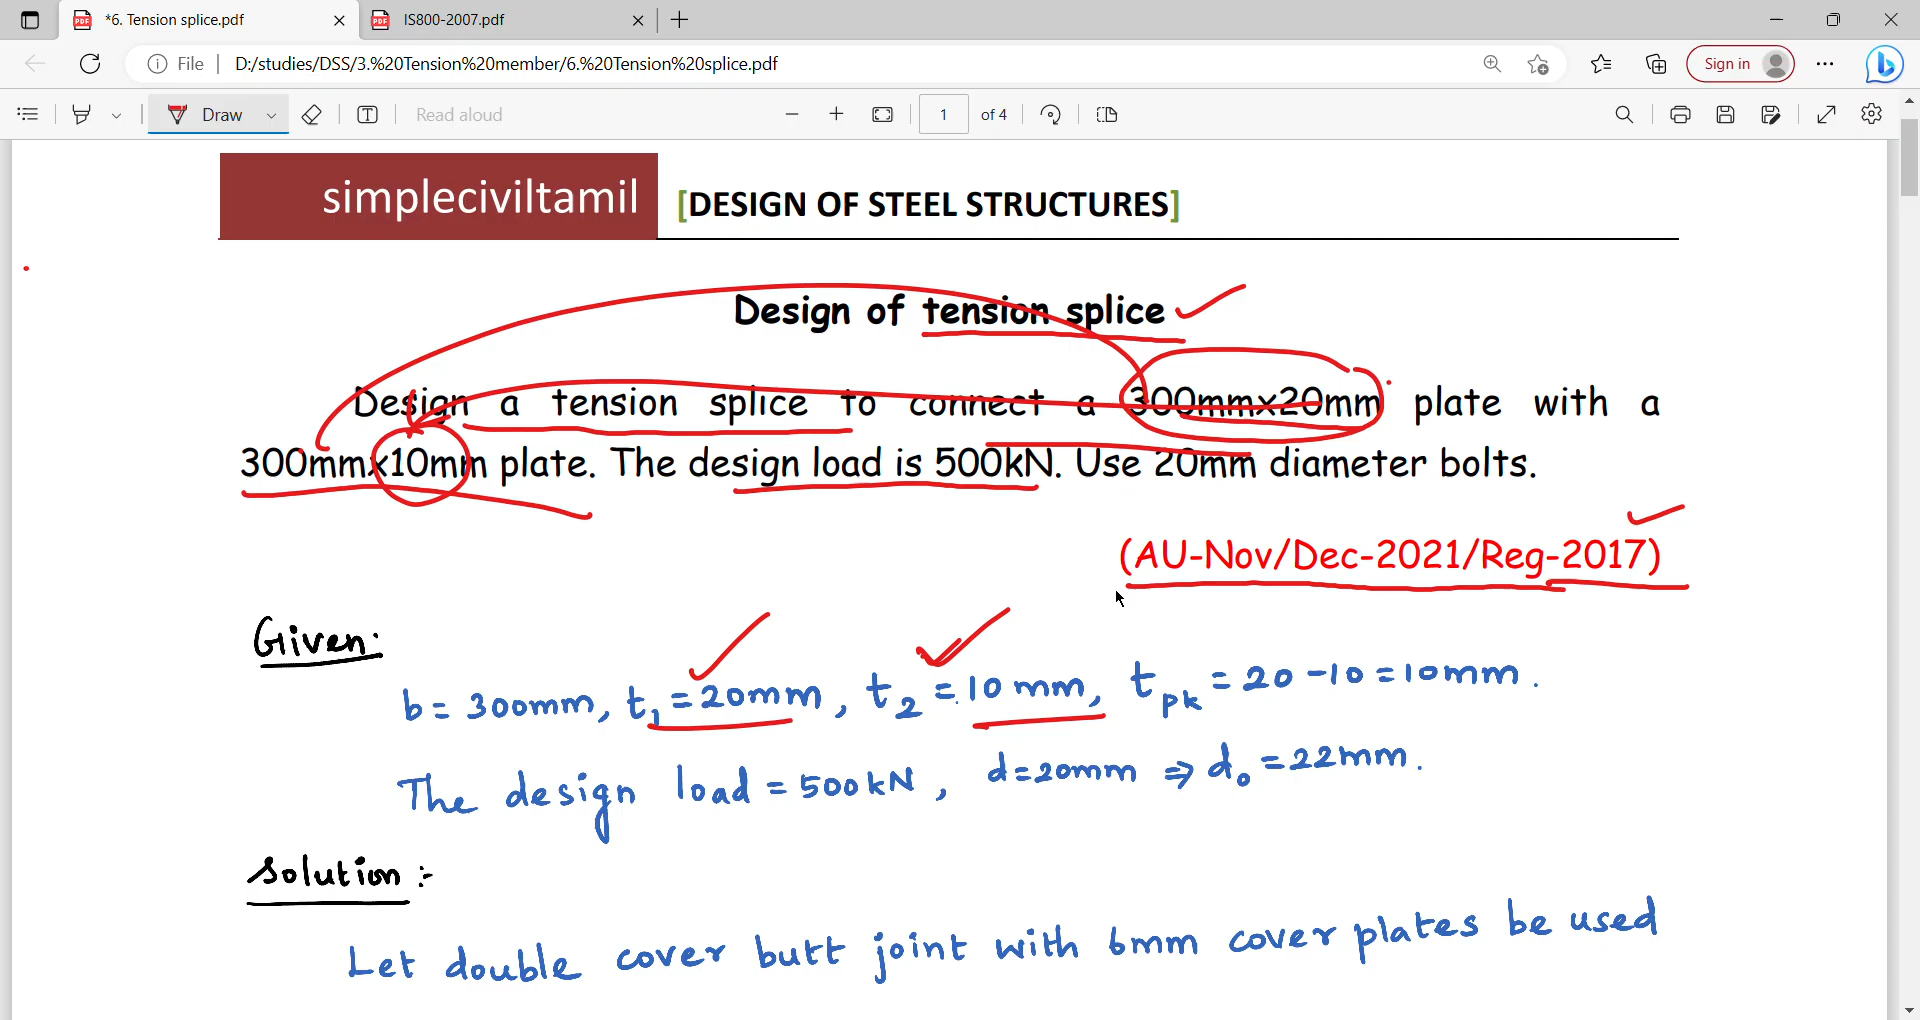 *6. Tension splice.pdf
IS800-2007.pdf
File D:/studies/DSS/3.%20Tension%20member/6.%20Tension%20splice.pdf
Sign in
Draw
Read aloud
1 of 4
simpleciviltamil [DESIGN OF STEEL STRUCTURES]
Design of tension splice
Design a tension splice to connect a 300mmx20mm plate with a
300mmx10mm plate. The design load is 500kN. Use 20mm diameter bolts.
(AU-Nov/Dec-2021/Reg-2017)
Given:
b = 300mm, t₁ = 20mm, t₂ = 10mm, tpk = 20-10 = 10mm.
The design load = 500kN, d=20mm ⇒ d₀ = 22mm.
Solution :-
Let double cover butt joint with 6mm cover plates be used